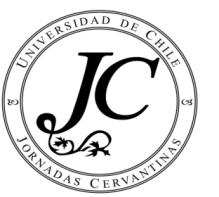 UNIVERSIDAD DE CHILE
JC
JORNADAS CERVANTINAS